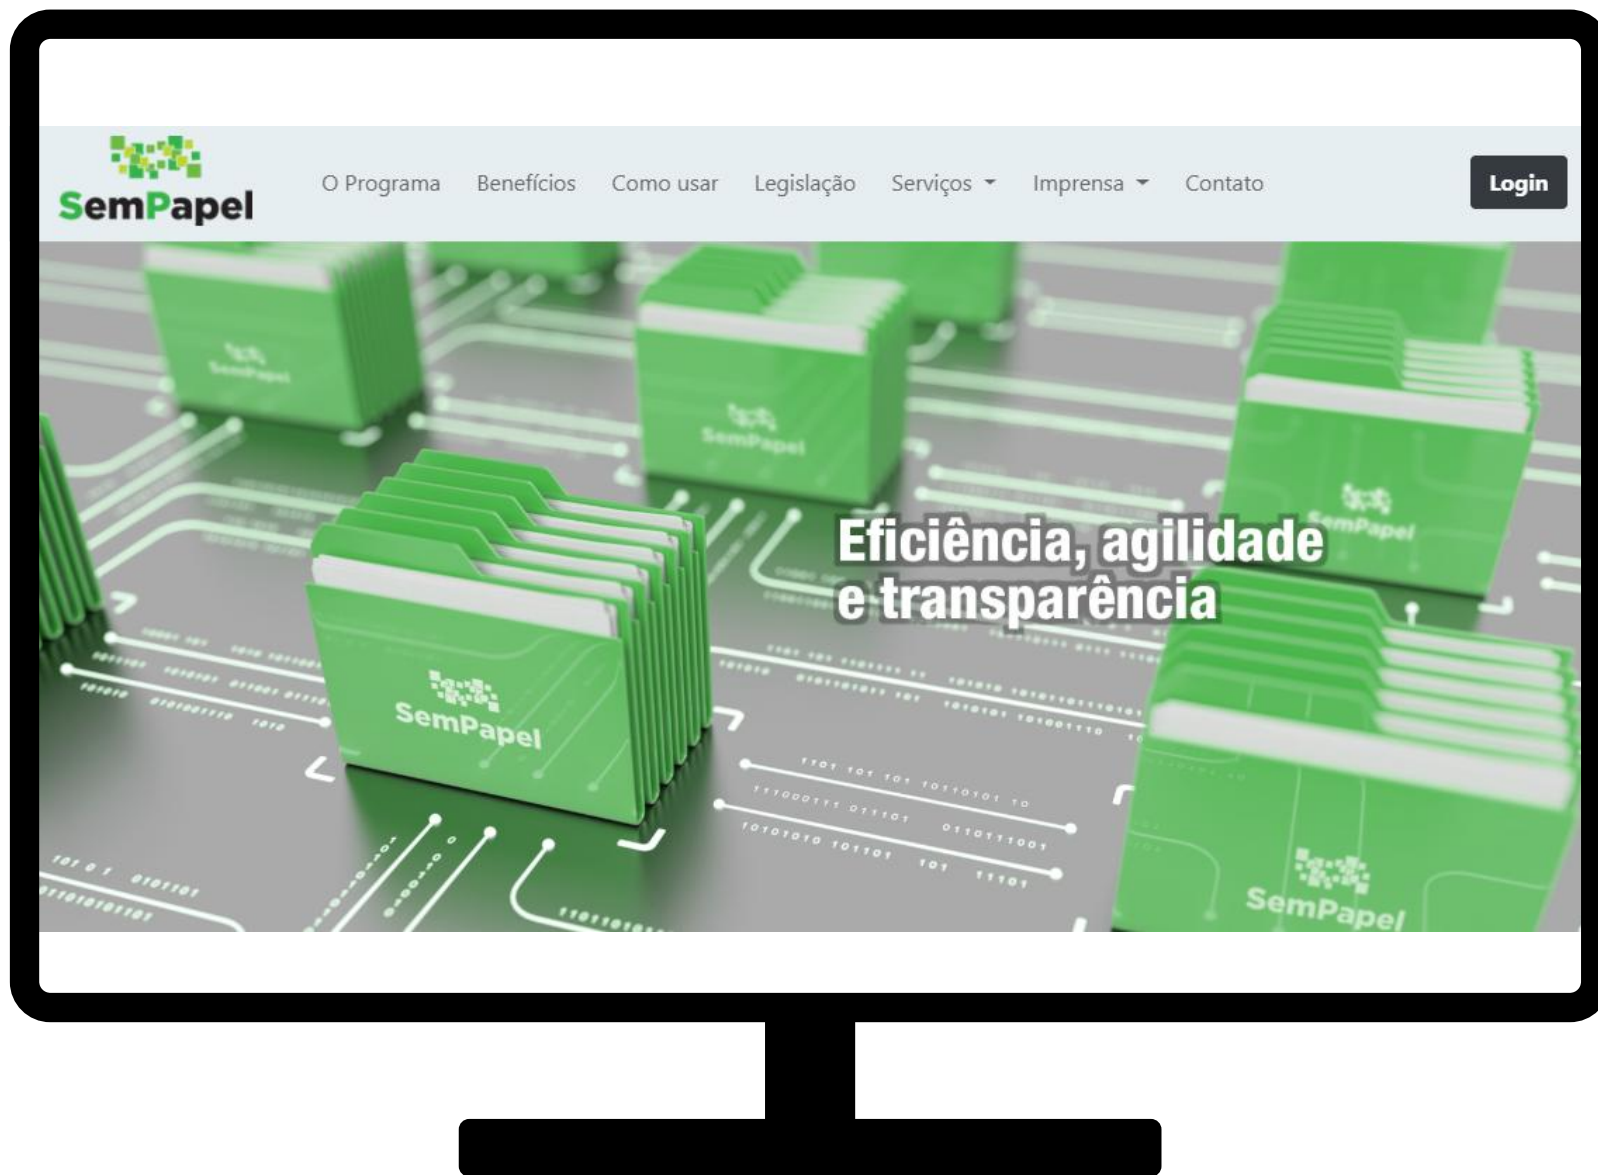 SemPapel
O Programa Benefícios Como usar Legislação Serviços Imprensa Contato
Login
SemPapel
SemPapel
SemPapel
Eficiência, agilidade
e transparência
SemPapel
SemPapel